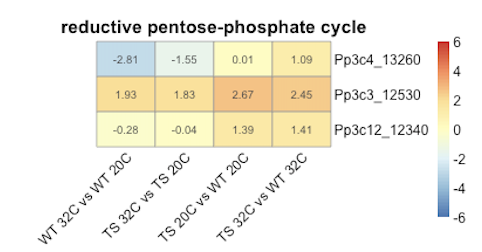 reductive pentose-phosphate cycle
-2.81 -1.55 0.01 1.09 Pp3c4_13260
1.93 1.83 2.67 2.45 Pp3c3_12530
-0.28 -0.04 1.39 1.41 Pp3c12_12340
WT 32C vs WT 20C
TS 32C vs TS 20C
TS 20C vs WT 20C
TS 32C vs WT 32C
6
4
2
0
-2
-4
-6